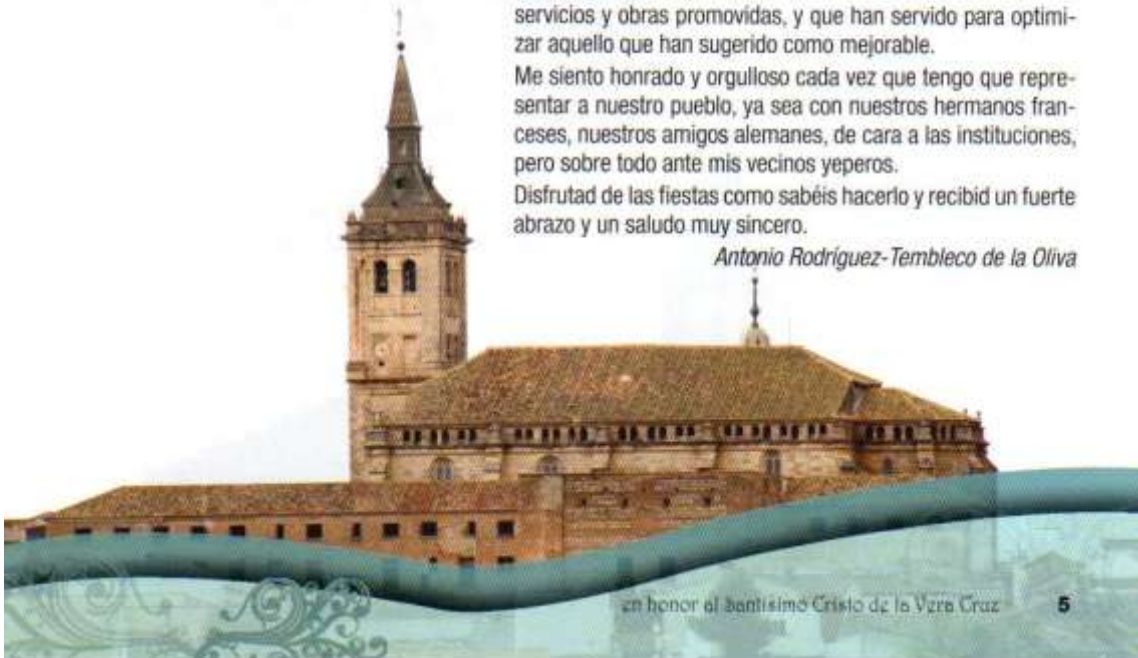 servicios y obras promovidas, y que han servido para optimi-
zar aquello que han sugerido como mejorable.
Me siento honrado y orgulloso cada vez que tengo que repre-
sentar a nuestro pueblo, ya sea con nuestros hermanos fran-
ceses, nuestros amigos alemanes, de cara a las instituciones,
pero sobre todo ante mis vecinos yeperos.
Disfrutad de las fiestas como sabéis hacerlo y recibid un fuerte
abrazo y un saludo muy sincero.
Antonio Rodríguez-Tembleco de la Oliva
en honor al Santísimo Cristo de la Vera Cruz
5